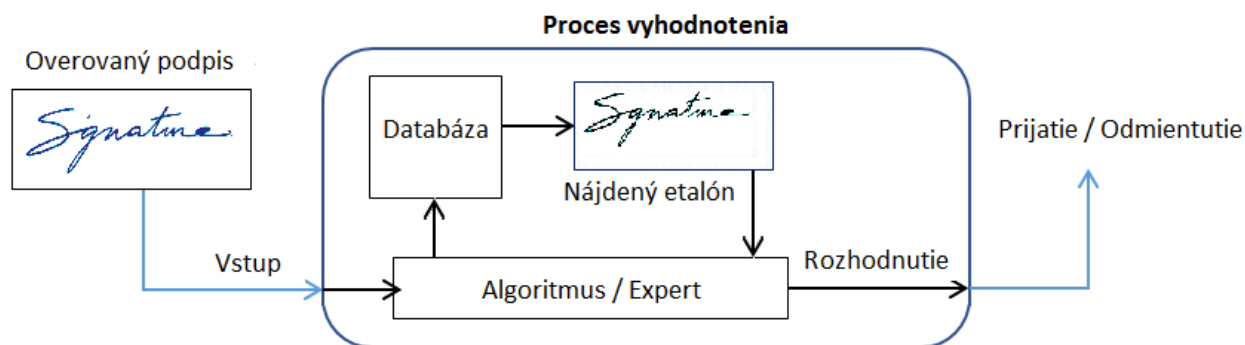 Proces vyhodnotenia
Overovaný podpis
Signature
Databáza
Signature
Nájdený etalón
Prijatie / Odmientutie
Vstup
Algoritmus / Expert
Rozhodnutie